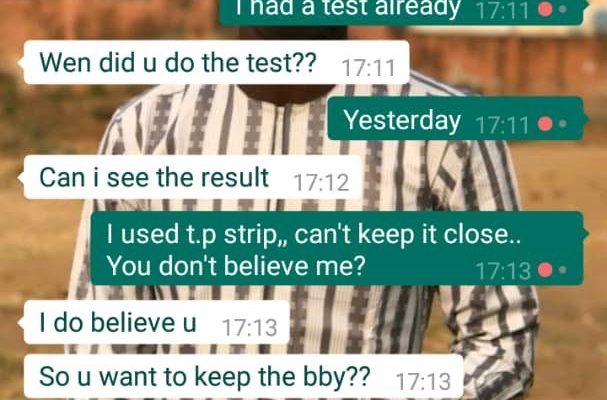 I had a test already 17:11
Wen did u do the test?? 17:11
Yesterday 17:11
Can i see the result 17:12
I used t.p strip,, can't keep it close..
You don't believe me? 17:13
I do believe u 17:13
So u want to keep the bby?? 17:13